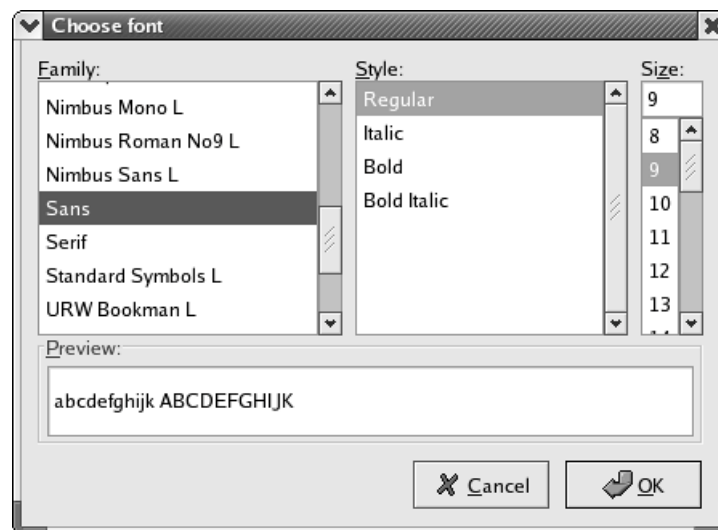 Choose font
Family:
Nimbus Mono L
Nimbus Roman No9 L
Nimbus Sans L
Sans
Serif
Standard Symbols L
URW Bookman L
Style:
Regular
Italic
Bold
Bold Italic
Size:
9
8
9
10
11
12
13
Preview:
abcdefghijk ABCDEFGHIJK
Cancel
OK